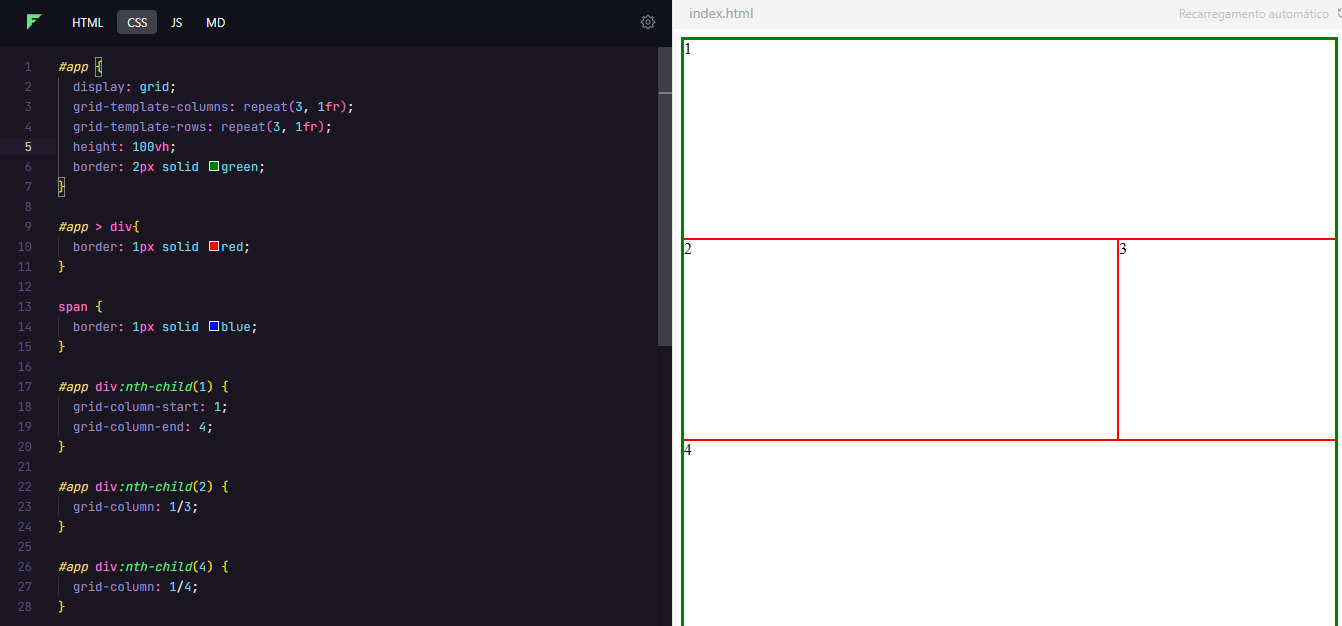 HTML CSS JS MD
1 #app {
2 display: grid;
3 grid-template-columns: repeat(3, 1fr);
4 grid-template-rows: repeat(3, 1fr);
5 height: 100vh;
6 border: 2px solid green;
7 }
8
9 #app > div{
10 border: 1px solid red;
11 }
12
13 span {
14 border: 1px solid blue;
15 }
16
17 #app div:nth-child(1) {
18 grid-column-start: 1;
19 grid-column-end: 4;
20 }
21
22 #app div:nth-child(2) {
23 grid-column: 1/3;
24 }
25
26 #app div:nth-child(4) {
27 grid-column: 1/4;
28 }
index.html Recarregamento automático
1
2 3
4